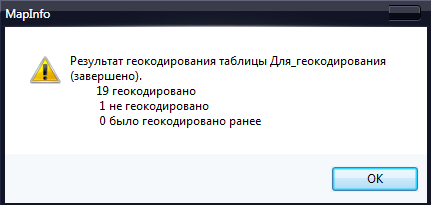 MapInfo
Результат геокодирования таблицы Для_геокодирования
(завершено).
19 геокодировано
1 не геокодировано
0 было геокодировано ранее
OK